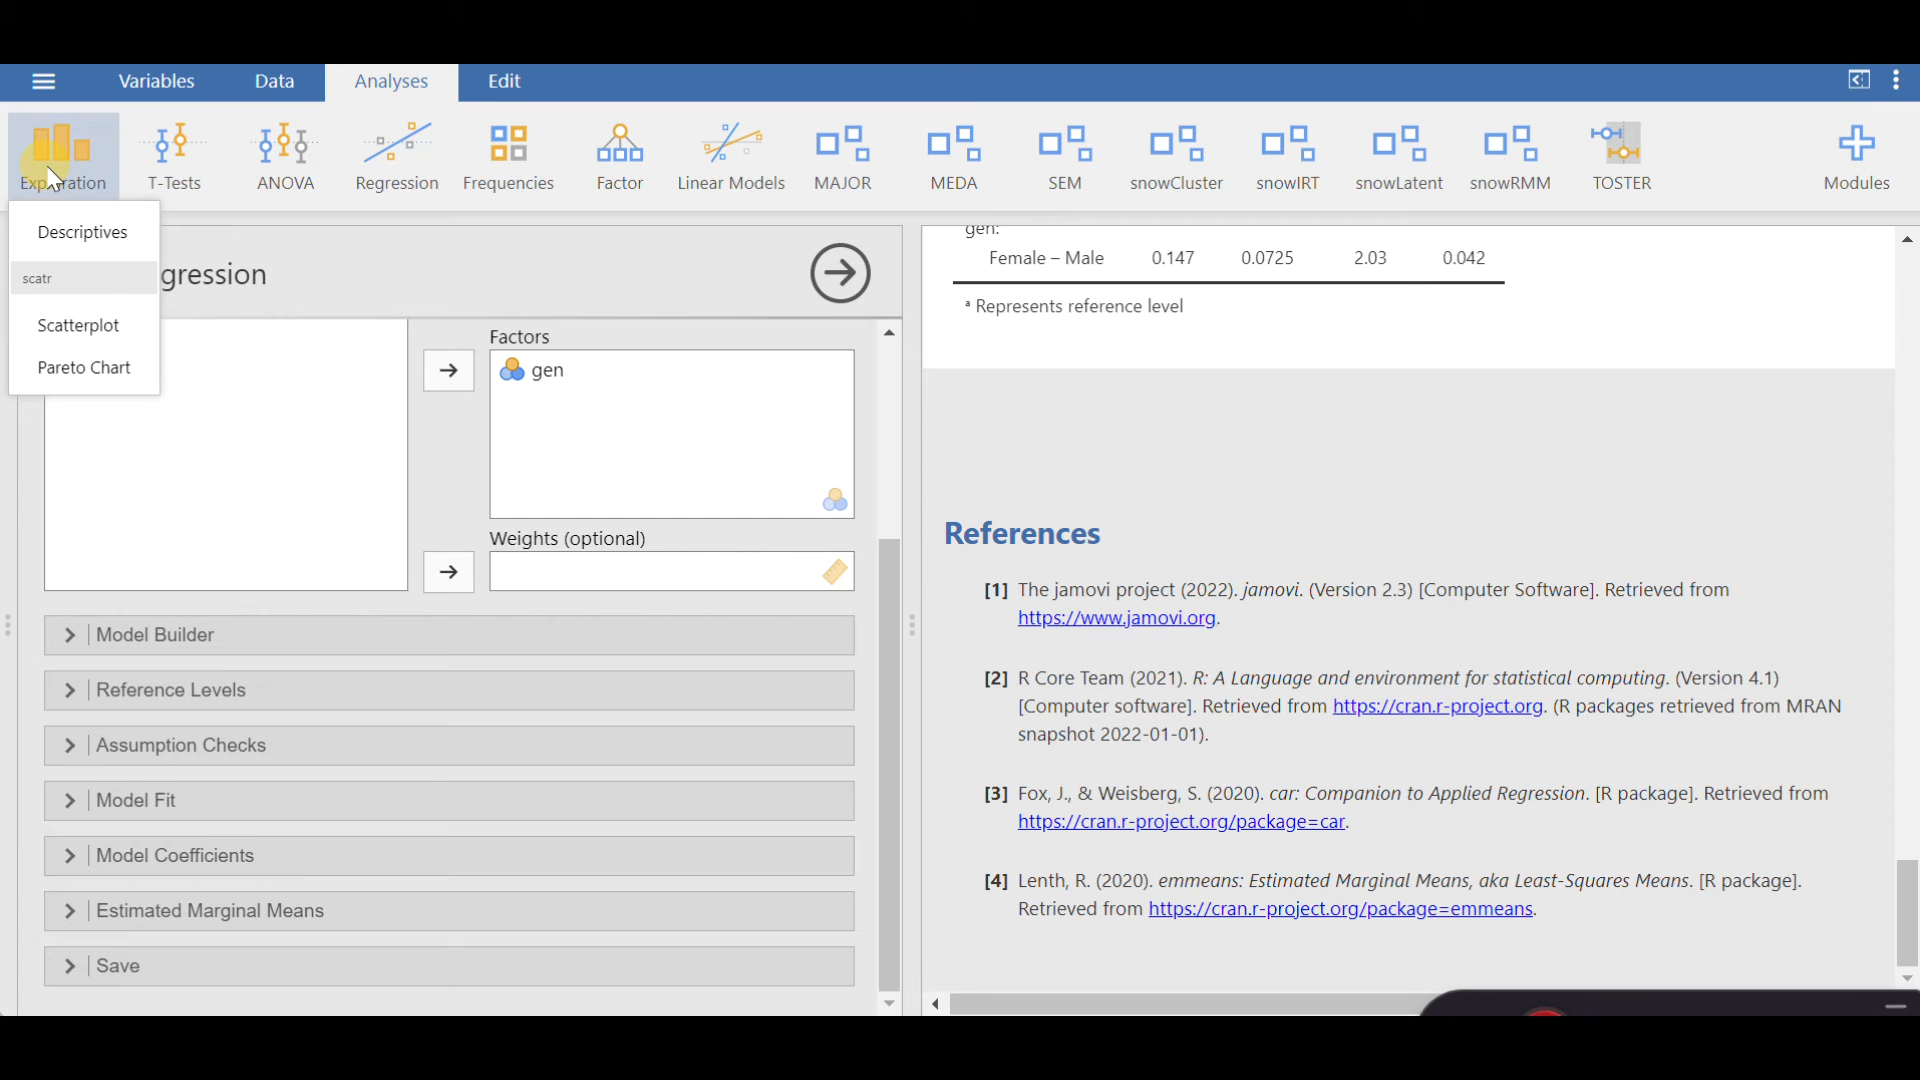 Variables Data Analyses Edit
T-Tests ANOVA Regression Frequencies Factor Linear Models MAJOR MEDA SEM snowCluster snowIRT snowLatent snowRMM TOSTER Modules
Descriptives
scatr
Scatterplot
Pareto Chart
gression
Factors
gen
Weights (optional)
Model Builder
Reference Levels
Assumption Checks
Model Fit
Model Coefficients
Estimated Marginal Means
Save
gen:
Female – Male 0.147 0.0725 2.03 0.042
ᵃ Represents reference level
References
[1] The jamovi project (2022). jamovi. (Version 2.3) [Computer Software]. Retrieved from
https://www.jamovi.org.
[2] R Core Team (2021). R: A Language and environment for statistical computing. (Version 4.1)
[Computer software]. Retrieved from https://cran.r-project.org. (R packages retrieved from MRAN
snapshot 2022-01-01).
[3] Fox, J., & Weisberg, S. (2020). car: Companion to Applied Regression. [R package]. Retrieved from
https://cran.r-project.org/package=car.
[4] Lenth, R. (2020). emmeans: Estimated Marginal Means, aka Least-Squares Means. [R package].
Retrieved from https://cran.r-project.org/package=emmeans.